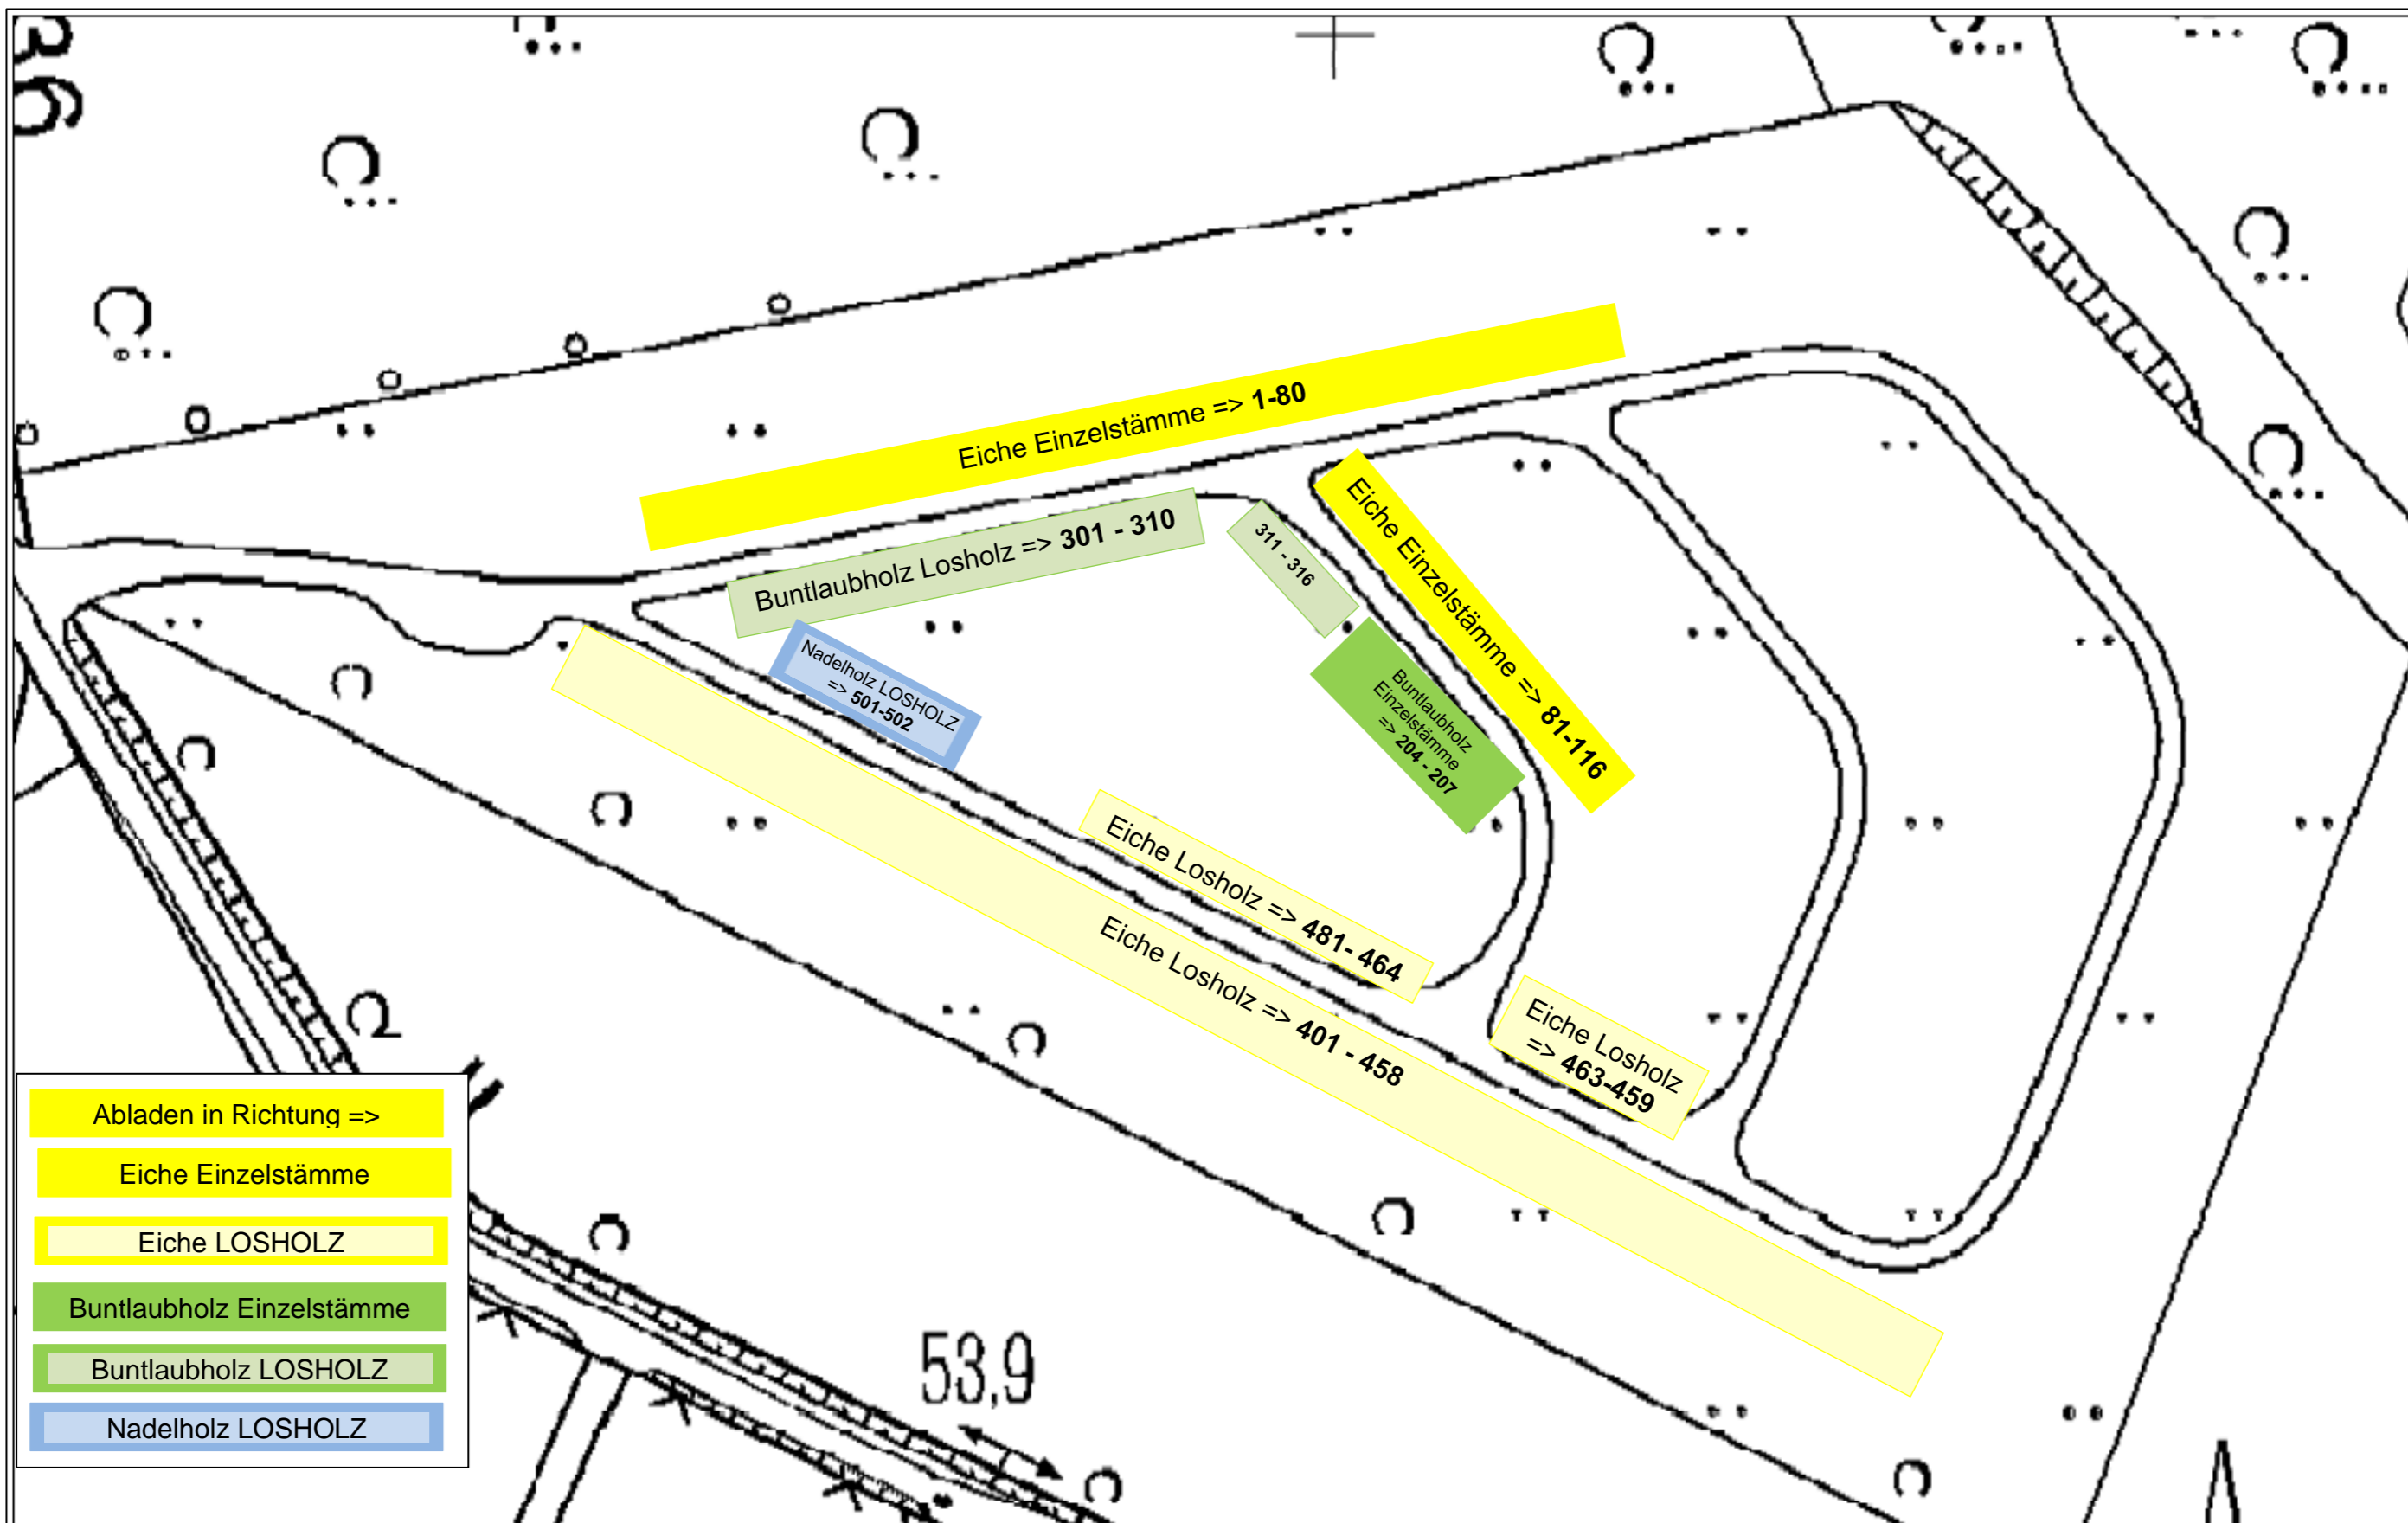 Eiche Einzelstämme => 1-80
Buntlaubholz Losholz => 301 - 310
311 - 316
Eiche Einzelstämme => 81-116
Nadelholz LOSHOLZ
=> 501-502
Buntlaubholz
Einzelstämme
=> 204 - 207
Eiche Losholz => 481- 464
Eiche Losholz => 401 - 458
Eiche Losholz
=> 463-459
Abladen in Richtung =>
Eiche Einzelstämme
Eiche LOSHOLZ
Buntlaubholz Einzelstämme
Buntlaubholz LOSHOLZ
Nadelholz LOSHOLZ
53,9